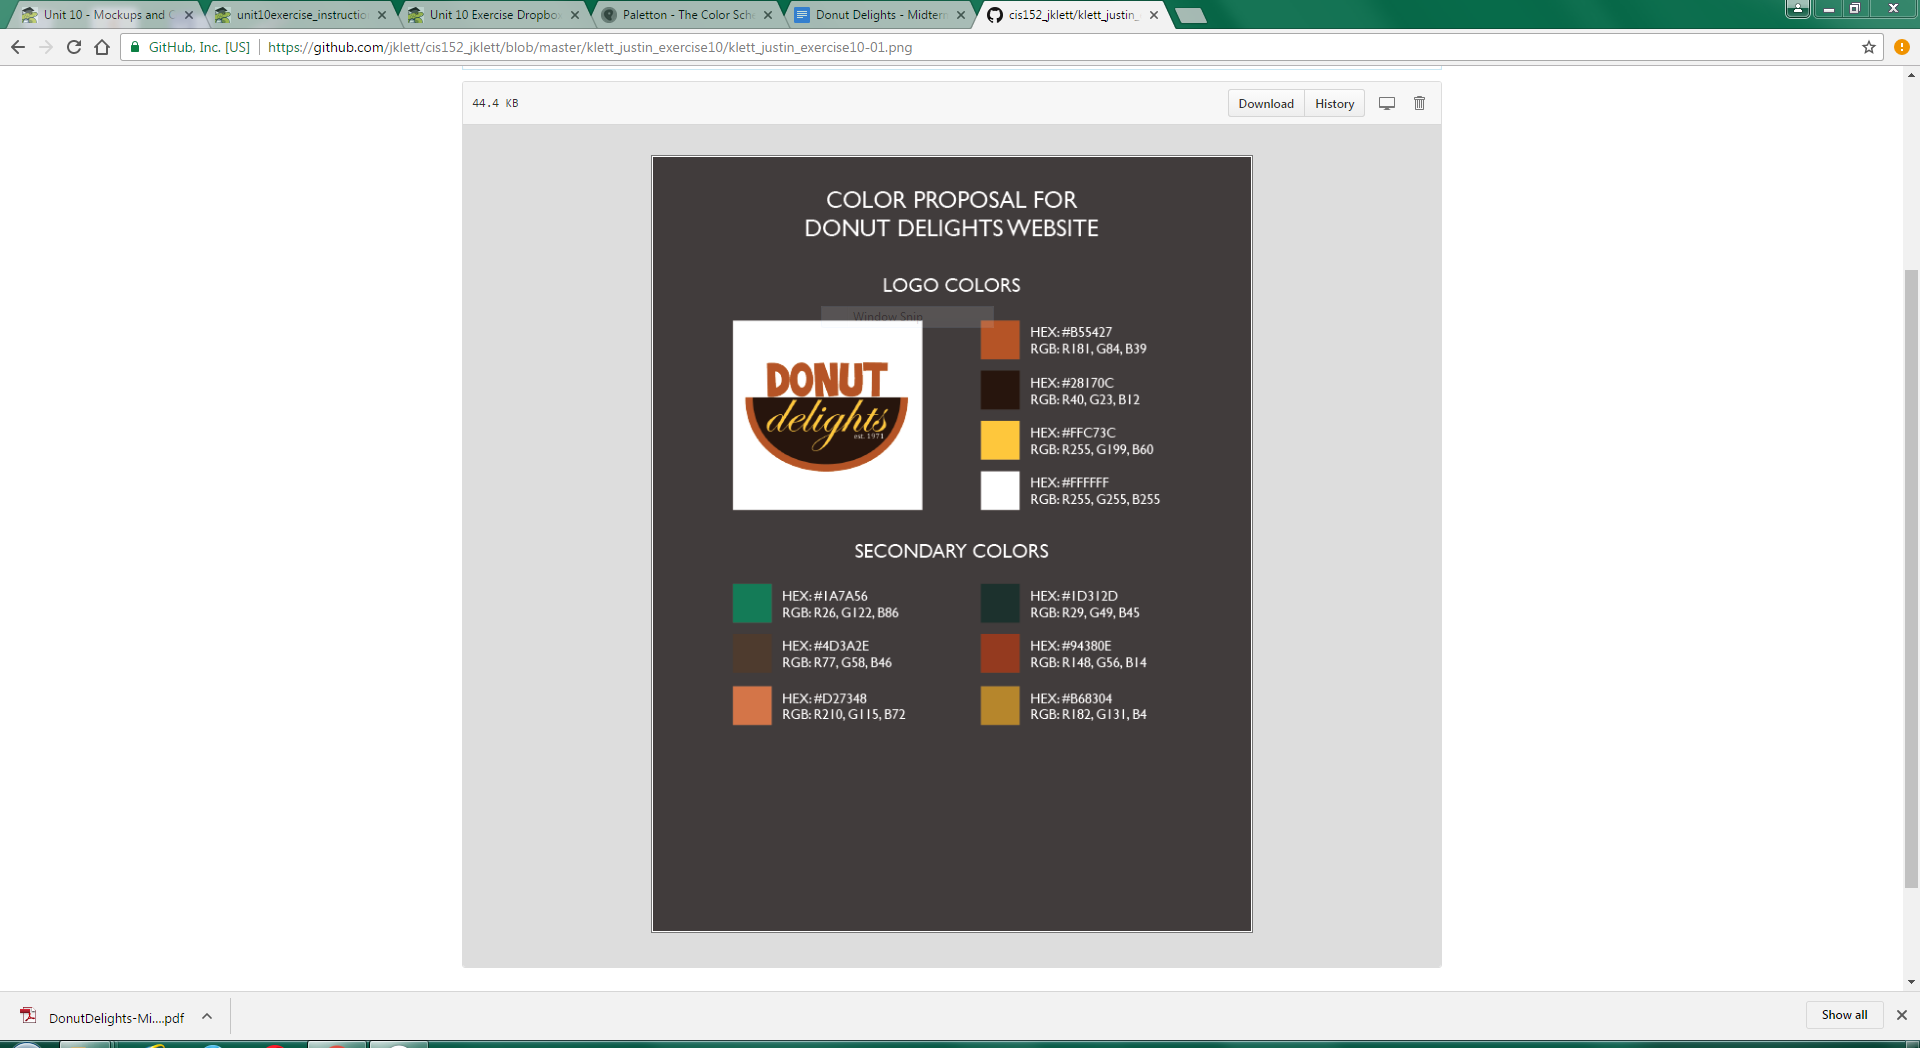 Unit 10 - Mockups and C
unit10exercise_instructio
Unit 10 Exercise Dropbo
Paletton - The Color Sch
Donut Delights - Midterm
cis152_jklett/klett_justin_
GitHub, Inc. [US]
https://github.com/jklett/cis152_jklett/blob/master/klett_justin_exercise10/klett_justin_exercise10-01.png
44.4 KB
Download
History
COLOR PROPOSAL FOR
DONUT DELIGHTS WEBSITE
LOGO COLORS
Window Snip
DONUT
delights
est. 1971
HEX: #B55427
RGB: R181, G84, B39
HEX: #28170C
RGB: R40, G23, B12
HEX: #FFC73C
RGB: R255, G199, B60
HEX: #FFFFFF
RGB: R255, G255, B255
SECONDARY COLORS
HEX: #1A7A56
RGB: R26, G122, B86
HEX: #4D3A2E
RGB: R77, G58, B46
HEX: #D27348
RGB: R210, G115, B72
HEX: #1D312D
RGB: R29, G49, B45
HEX: #94380E
RGB: R148, G56, B14
HEX: #B68304
RGB: R182, G131, B4
DonutDelights-Mi....pdf
Show all